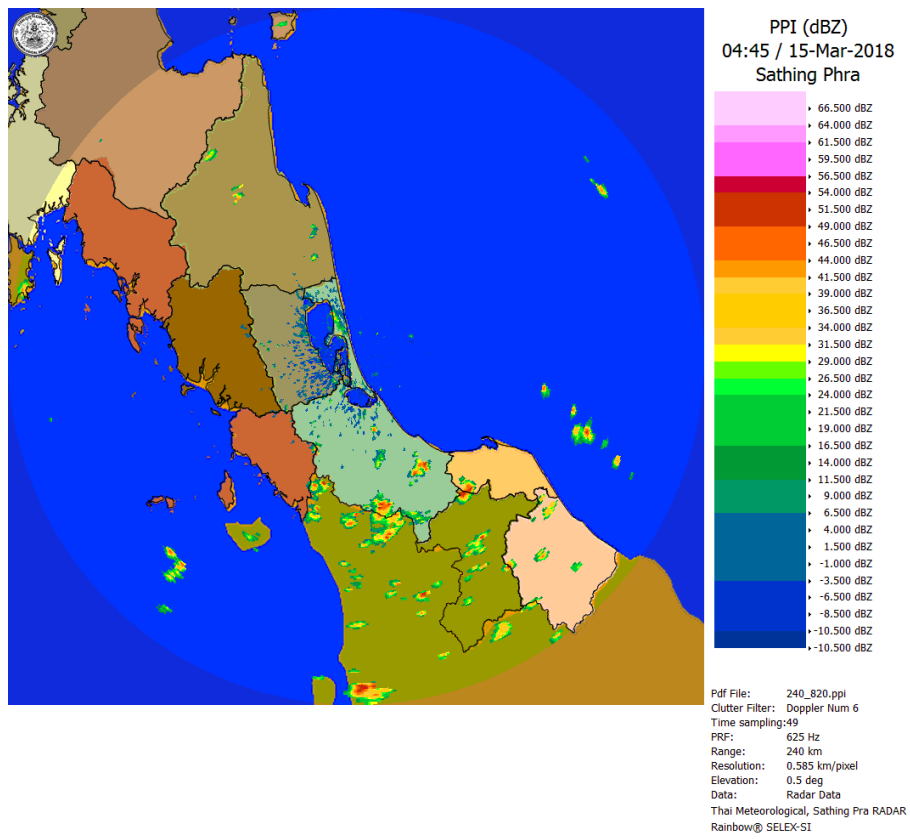 PPI (dBZ)
04:45 / 15-Mar-2018
Sathing Phra
66.500 dBZ
64.000 dBZ
61.500 dBZ
59.500 dBZ
56.500 dBZ
54.000 dBZ
51.500 dBZ
49.000 dBZ
46.500 dBZ
44.000 dBZ
41.500 dBZ
39.000 dBZ
36.500 dBZ
34.000 dBZ
31.500 dBZ
29.000 dBZ
26.500 dBZ
24.000 dBZ
21.500 dBZ
19.000 dBZ
16.500 dBZ
14.000 dBZ
11.500 dBZ
9.000 dBZ
6.500 dBZ
4.000 dBZ
1.500 dBZ
-1.000 dBZ
-3.500 dBZ
-6.500 dBZ
-8.500 dBZ
-10.500 dBZ
-10.500 dBZ
Pdf File: 240_820.ppi
Clutter Filter: Doppler Num 6
Time sampling:49
PRF: 625 Hz
Range: 240 km
Resolution: 0.585 km/pixel
Elevation: 0.5 deg
Data: Radar Data
Thai Meteorological, Sathing Pra RADAR
Rainbow® SELEX-SI